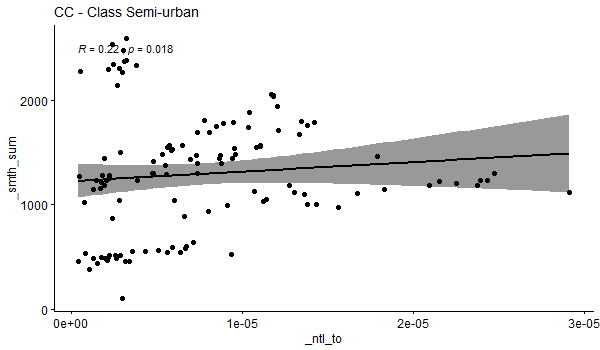 CC - Class Semi-urban
R = 0.22, p = 0.018
2000
1000
0
_smth_sum
0e+00
1e-05
2e-05
3e-05
_ntl_to